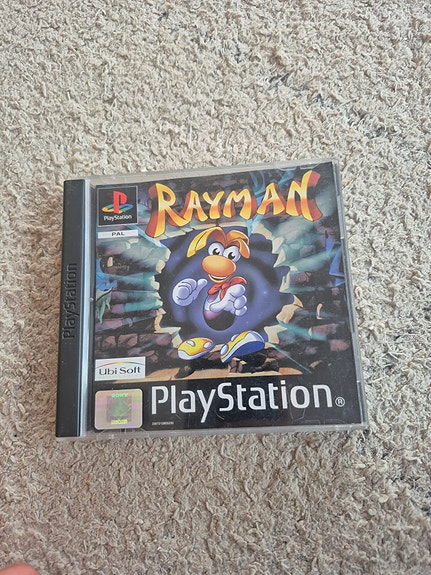 PlayStation
PlayStation
PAL
RAYMAN
Ubi Soft
PlayStation®